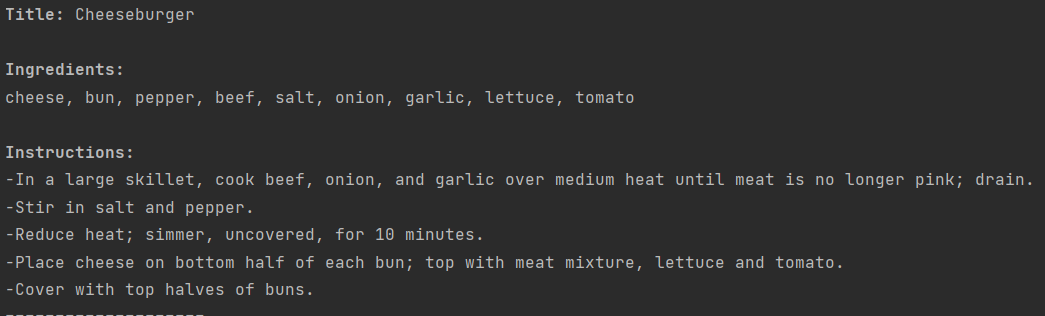 Title: Cheeseburger
Ingredients:
cheese, bun, pepper, beef, salt, onion, garlic, lettuce, tomato
Instructions:
-In a large skillet, cook beef, onion, and garlic over medium heat until meat is no longer pink; drain.
-Stir in salt and pepper.
-Reduce heat; simmer, uncovered, for 10 minutes.
-Place cheese on bottom half of each bun; top with meat mixture, lettuce and tomato.
-Cover with top halves of buns.
--------------------